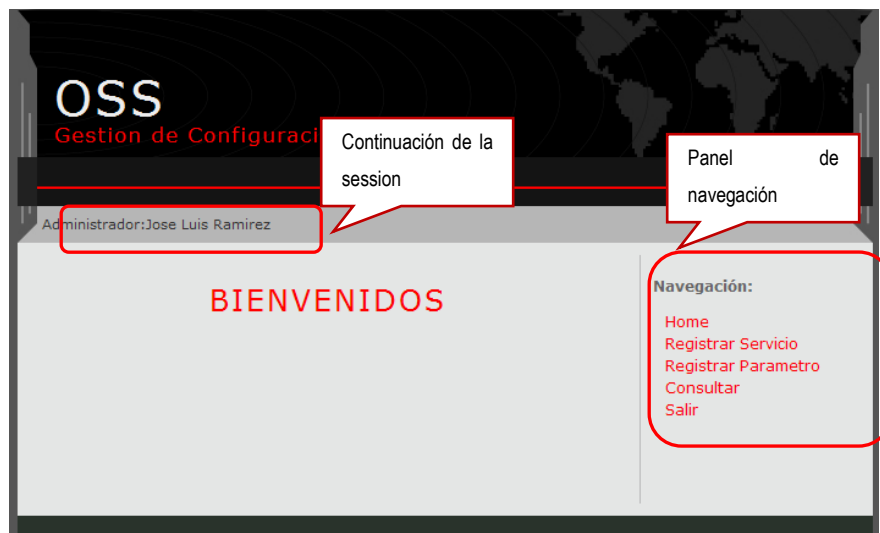 OSS
Gestion de Configuraci
Continuación de la
session
Panel de
navegación
Administrador:Jose Luis Ramirez
BIENVENIDOS
Navegación:
Home
Registrar Servicio
Registrar Parametro
Consultar
Salir